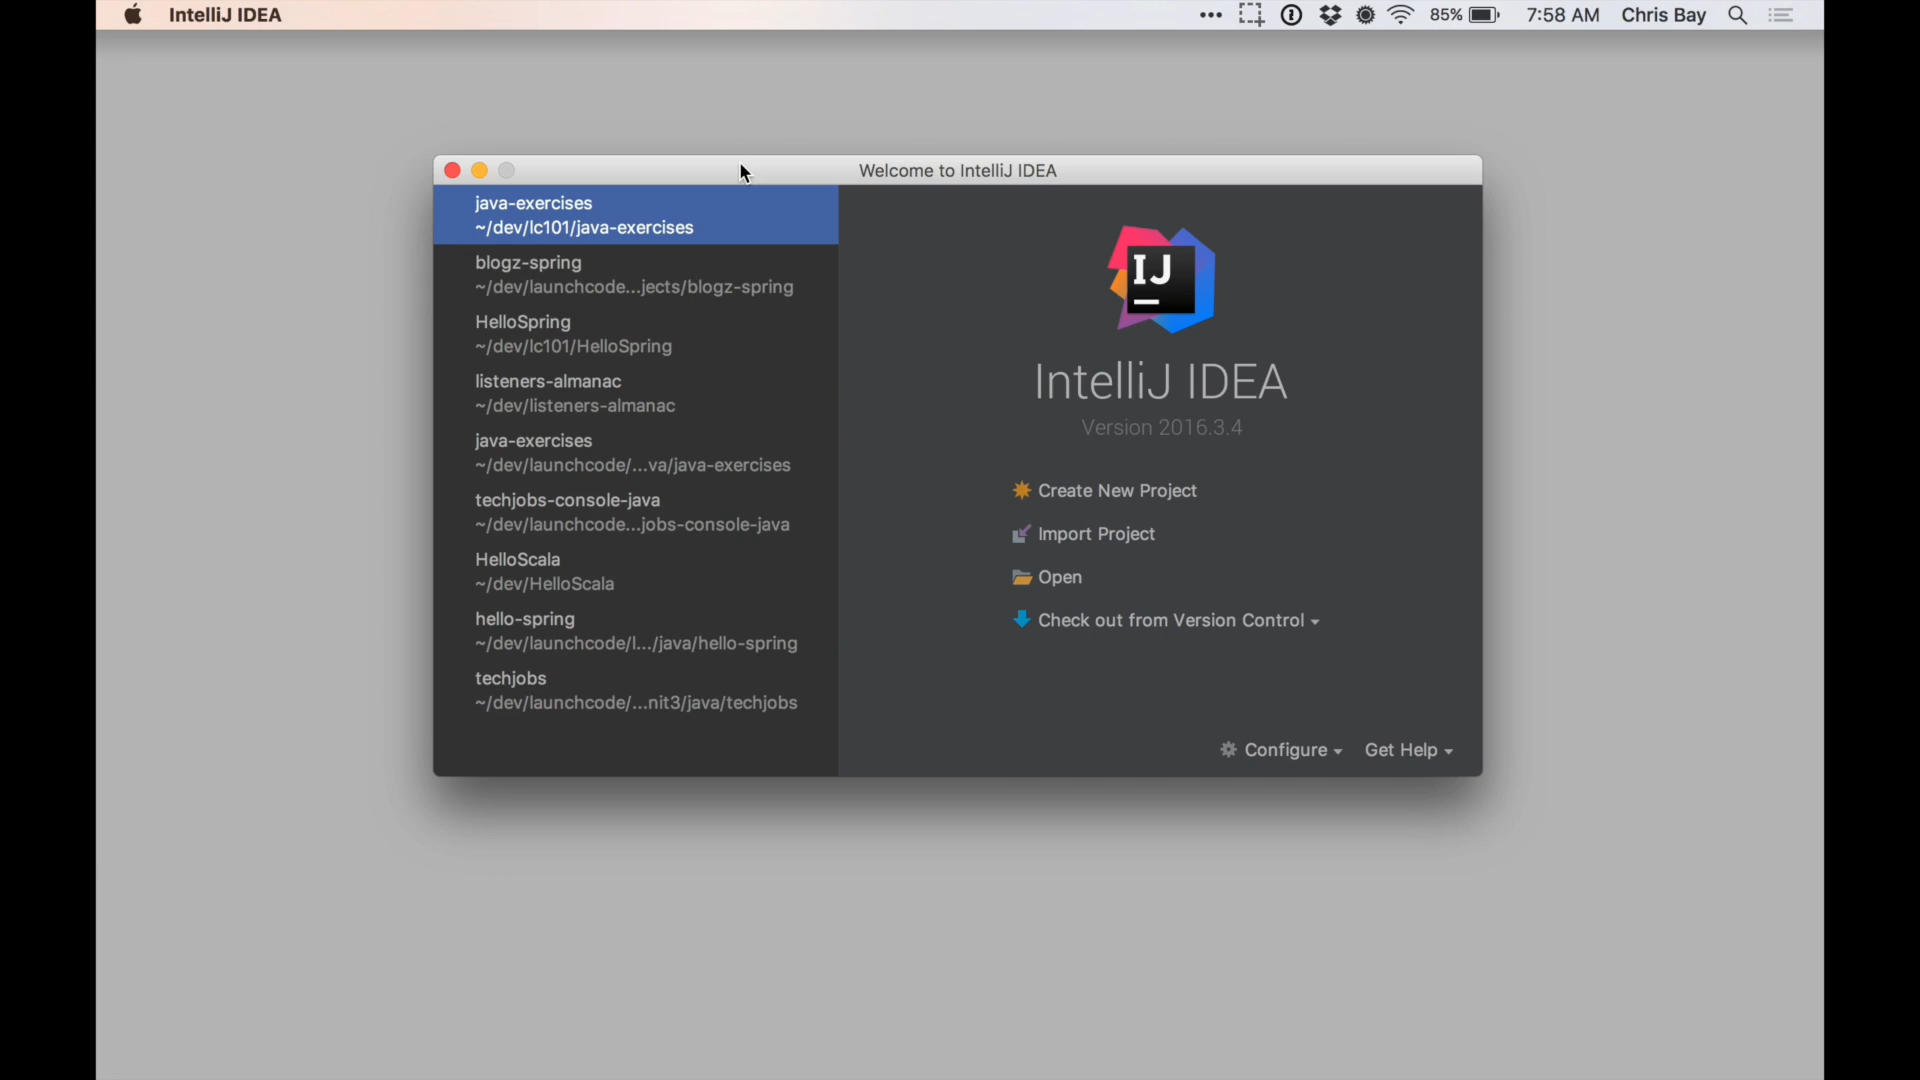 IntelliJ IDEA
85%
7:58 AM
Chris Bay
Welcome to IntelliJ IDEA
java-exercises
~/dev/lc101/java-exercises
blogz-spring
~/dev/launchcode...jects/blogz-spring
HelloSpring
~/dev/lc101/HelloSpring
listeners-almanac
~/dev/listeners-almanac
java-exercises
~/dev/launchcode/...va/java-exercises
techjobs-console-java
~/dev/launchcode...jobs-console-java
HelloScala
~/dev/HelloScala
hello-spring
~/dev/launchcode/l.../java/hello-spring
techjobs
~/dev/launchcode/...nit3/java/techjobs
IJ
IntelliJ IDEA
Version 2016.3.4
Create New Project
Import Project
Open
Check out from Version Control
Configure
Get Help